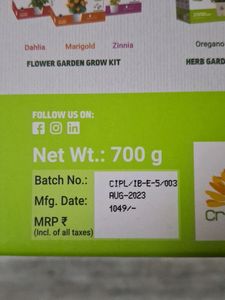 Dahlia Marigold Zinnia Oregano
FLOWER GARDEN GROW KIT HERB GARD
FOLLOW US ON:
Net Wt.: 700 g
Batch No.: CIPL/IB-E-5/003
Mfg. Date: AUG-2023
MRP ₹ 1049/-
(Incl. of all taxes)
Cr